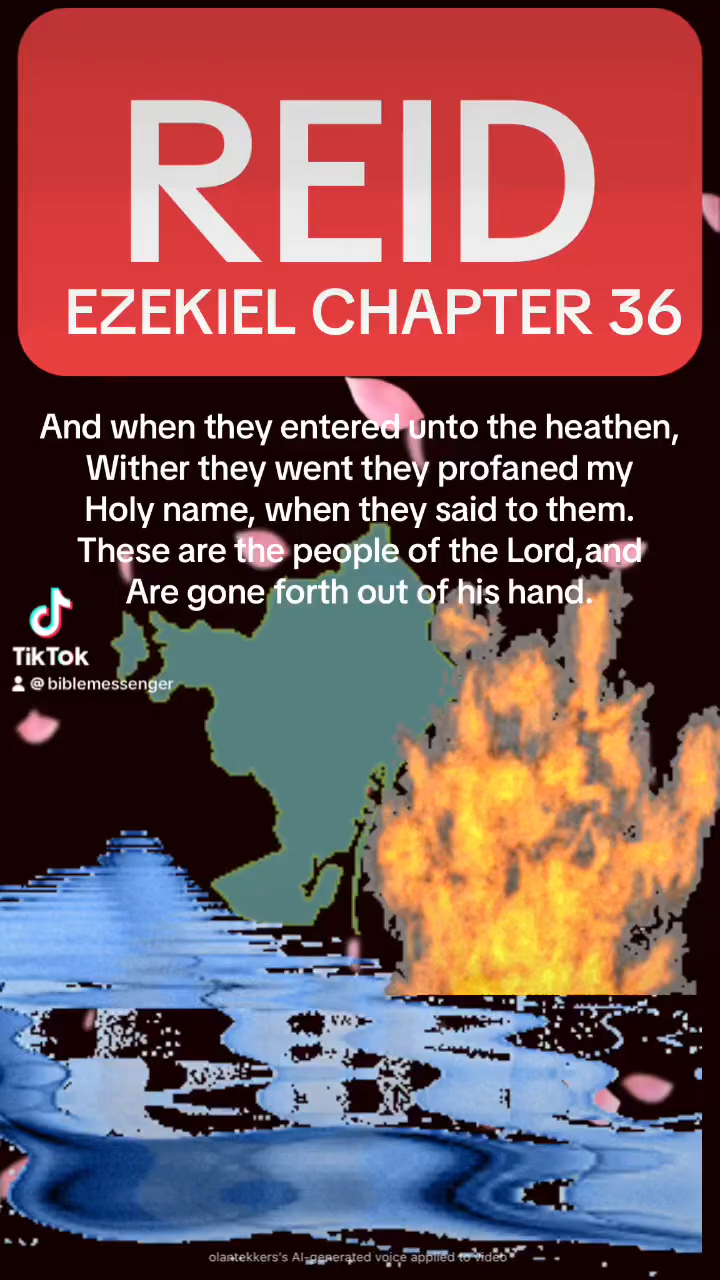 REID
EZEKIEL CHAPTER 36
And when they entered unto the heathen,
Wither they went they profaned my
Holy name, when they said to them.
These are the people of the Lord,and
Are gone forth out of his hand.
TikTok
@biblemessenger
olantekkers's AI-generated voice applied to video